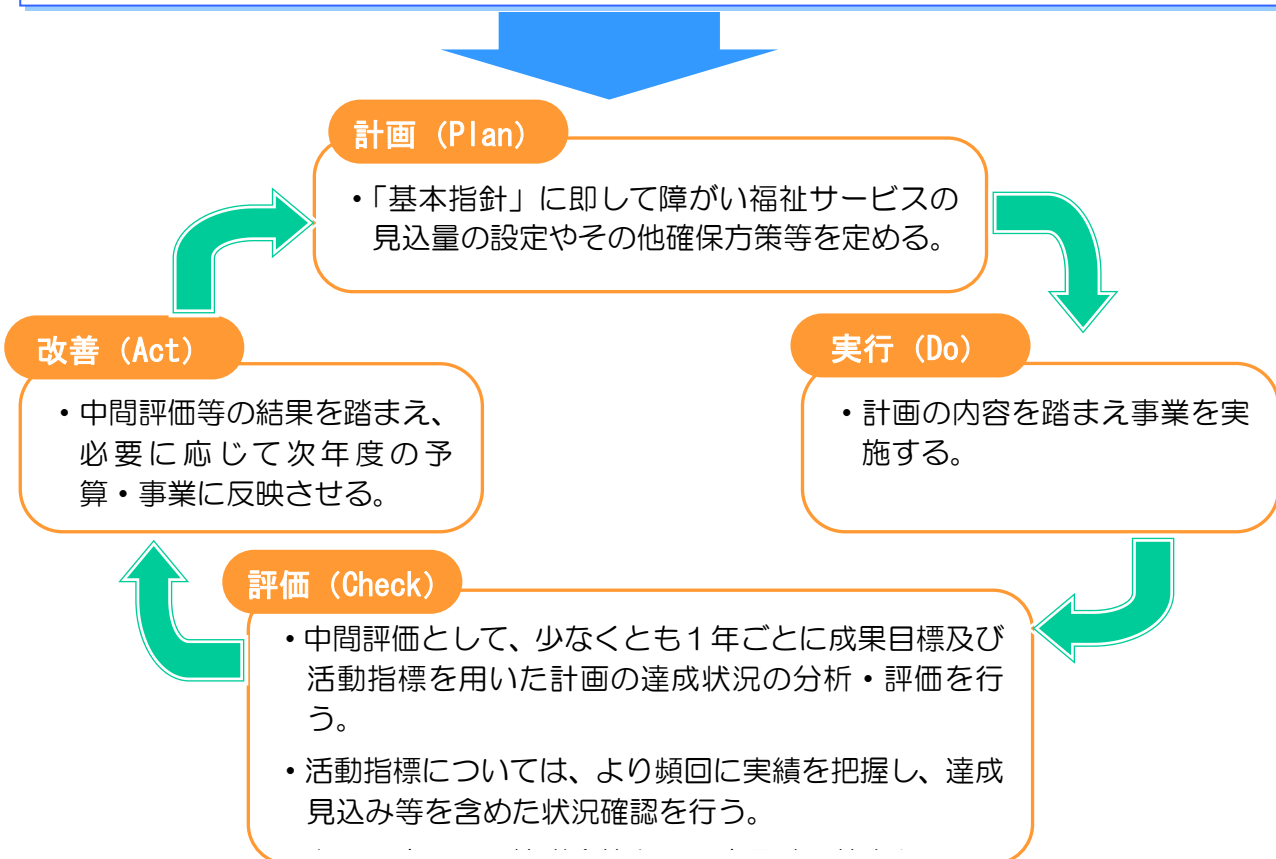 計画（Plan）
・「基本指針」に即して障がい福祉サービスの
見込量の設定やその他確保方策等を定める。
改善（Act）
・中間評価等の結果を踏まえ、
必要に応じて次年度の予
算・事業に反映させる。
実行（Do）
・計画の内容を踏まえ事業を実
施する。
評価（Check）
・中間評価として、少なくとも１年ごとに成果目標及び
活動指標を用いた計画の達成状況の分析・評価を行
う。
・活動指標については、より頻回に実績を把握し、達成
見込み等を含めた状況確認を行う。